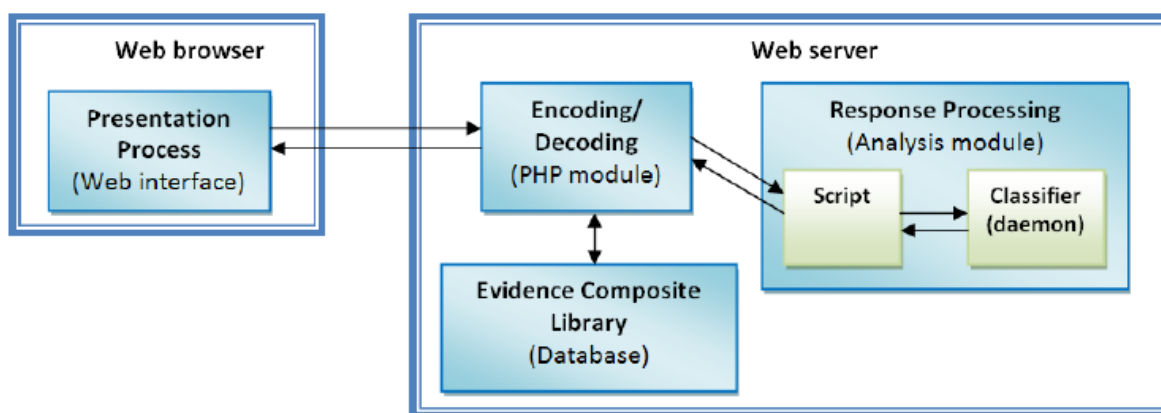 Web browser
Presentation
Process
(Web interface)
Web server
Encoding/
Decoding
(PHP module)
Response Processing
(Analysis module)
Script
Classifier
(daemon)
Evidence Composite
Library
(Database)